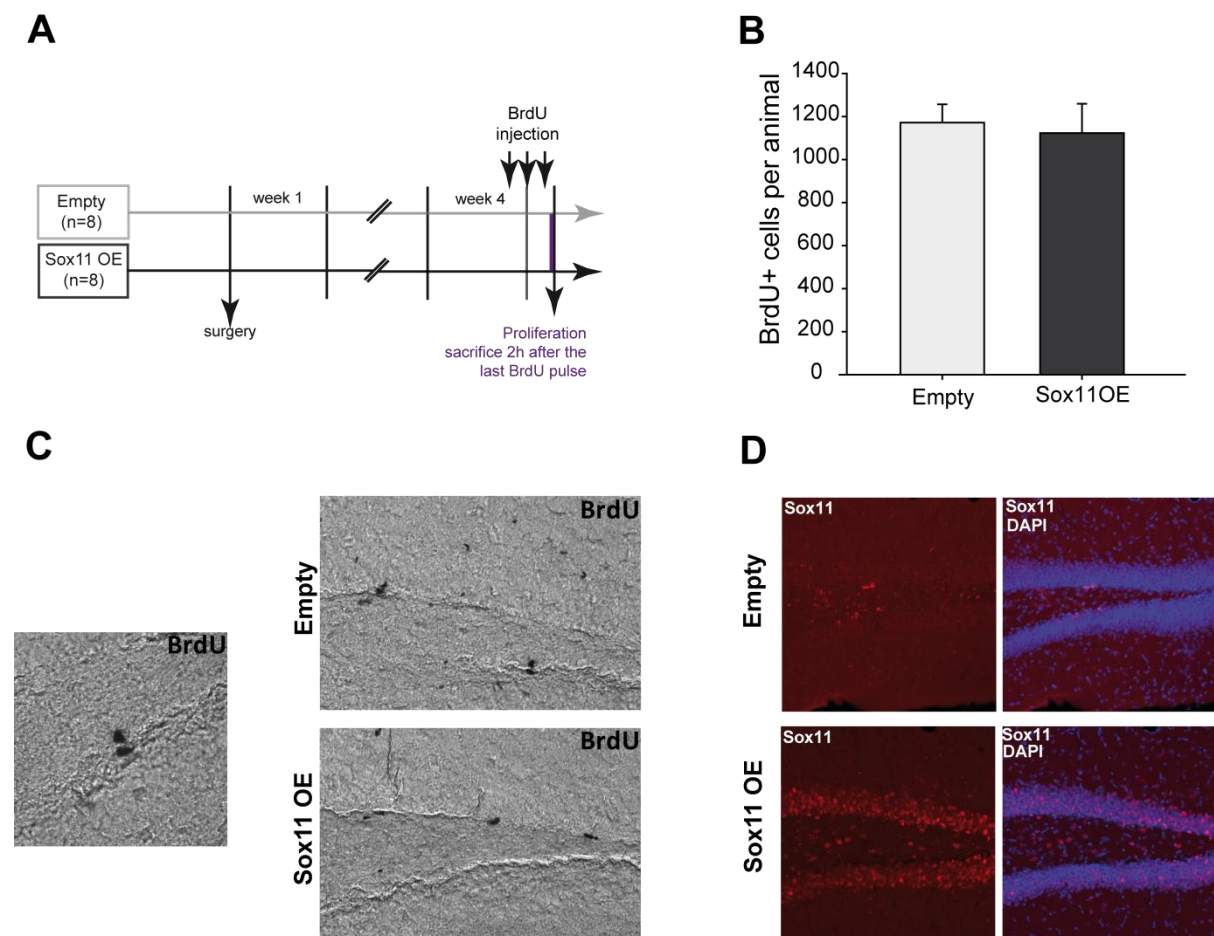 A
BrdU
injection
Empty
(n=8)
week 1
week 4
Sox11 OE
(n=8)
surgery
Proliferation
sacrifice 2h after the
last BrdU pulse
B
BrdU+ cells per animal
1400
1200
1000
800
600
400
200
0
Empty
Sox11OE
C
BrdU
Empty
BrdU
Sox11 OE
BrdU
D
Empty
Sox11
Sox11
DAPI
Sox11 OE
Sox11
Sox11
DAPI